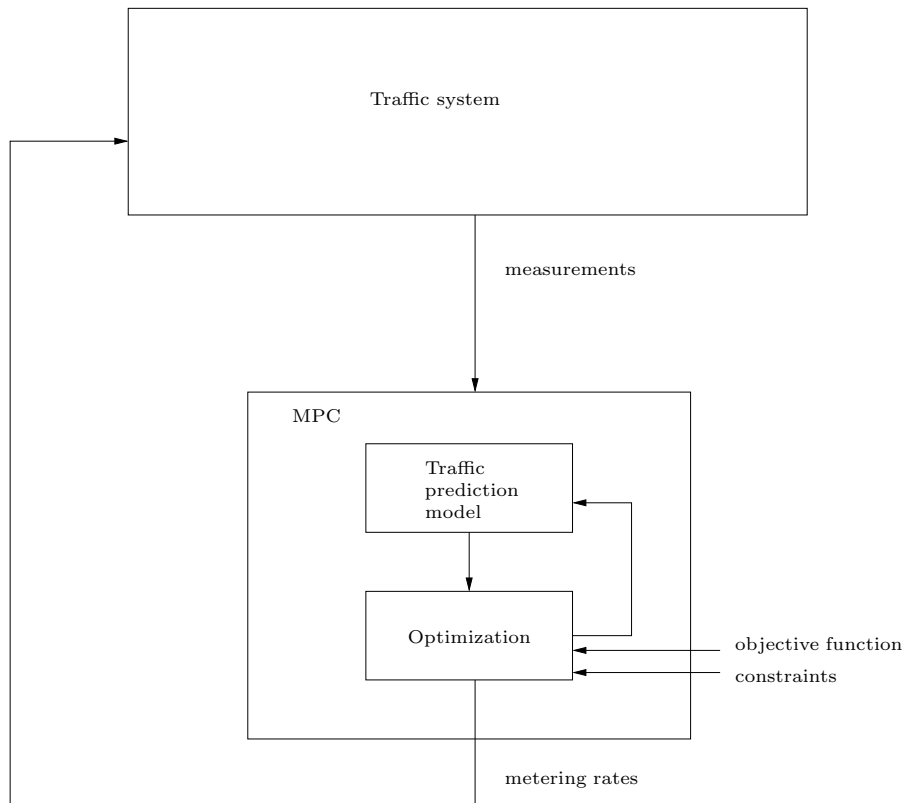 Traffic system
measurements
MPC
Traffic
prediction
model
Optimization
objective function
constraints
metering rates